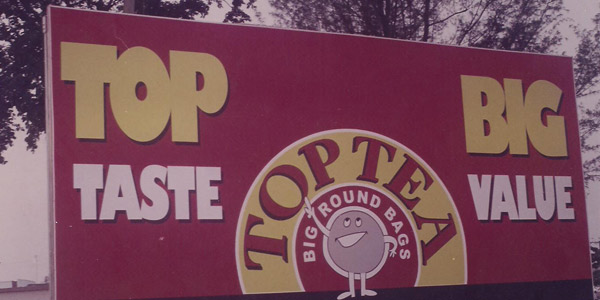 TOP
TASTE
TOP TEA
BIG ROUND BAGS
BIG
VALUE